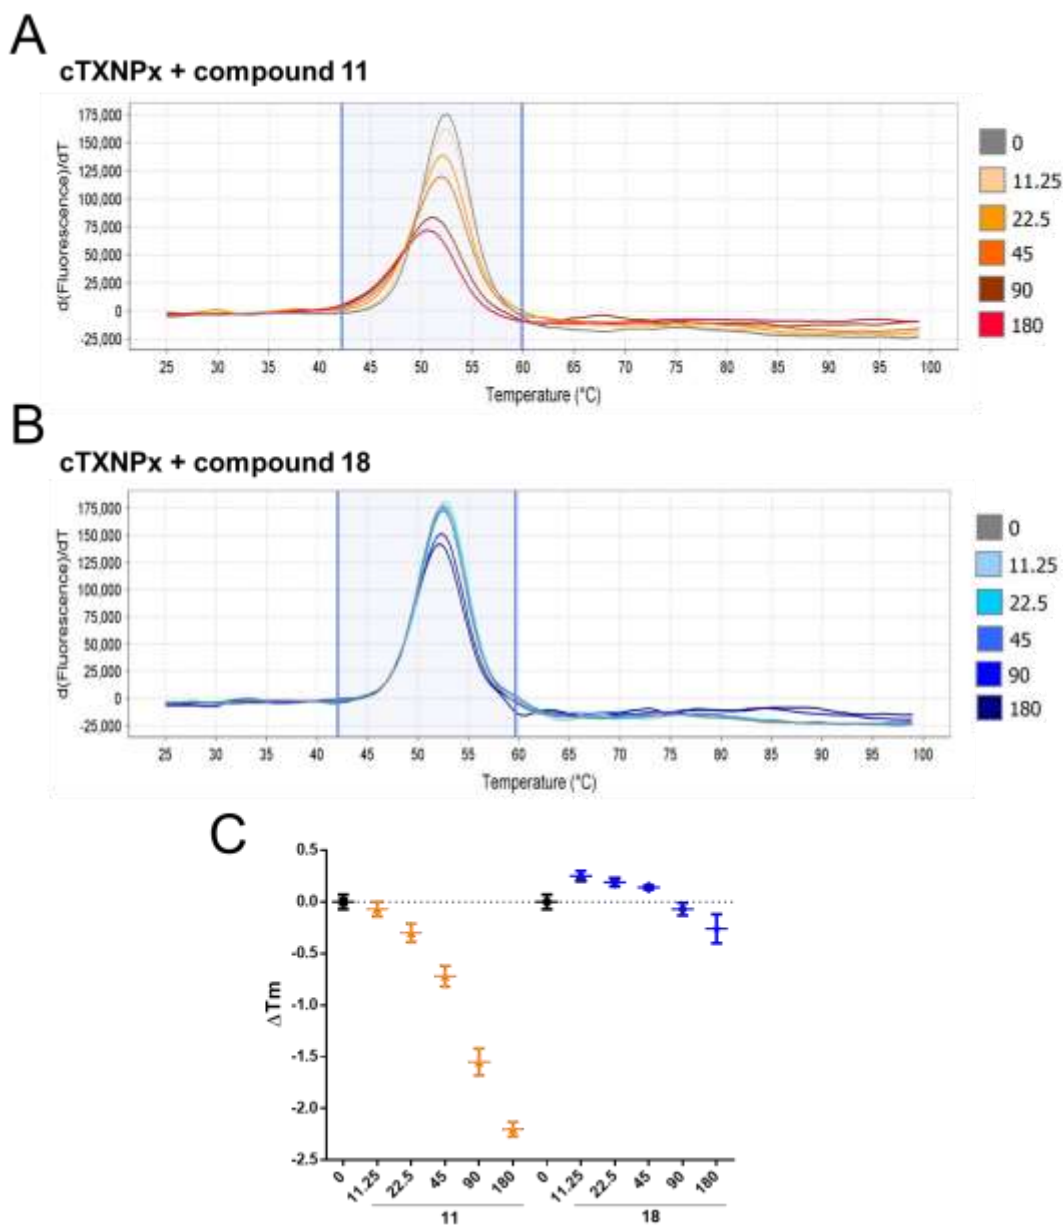 A
cTXNPx + compound 11
d(Fluorescence)/dT
175,000
150,000
125,000
100,000
75,000
50,000
25,000
0
-25,000
25 30 35 40 45 50 55 60 65 70 75 80 85 90 95 100
Temperature (°C)
0
11.25
22.5
45
90
180
B
cTXNPx + compound 18
d(Fluorescence)/dT
175,000
150,000
125,000
100,000
75,000
50,000
25,000
0
-25,000
25 30 35 40 45 50 55 60 65 70 75 80 85 90 95 100
Temperature (°C)
0
11.25
22.5
45
90
180
C
ΔTm
0.5
0.0
-0.5
-1.0
-1.5
-2.0
-2.5
0 11.25 22.5 45 90 180 0 11.25 22.5 45 90 180
11 18